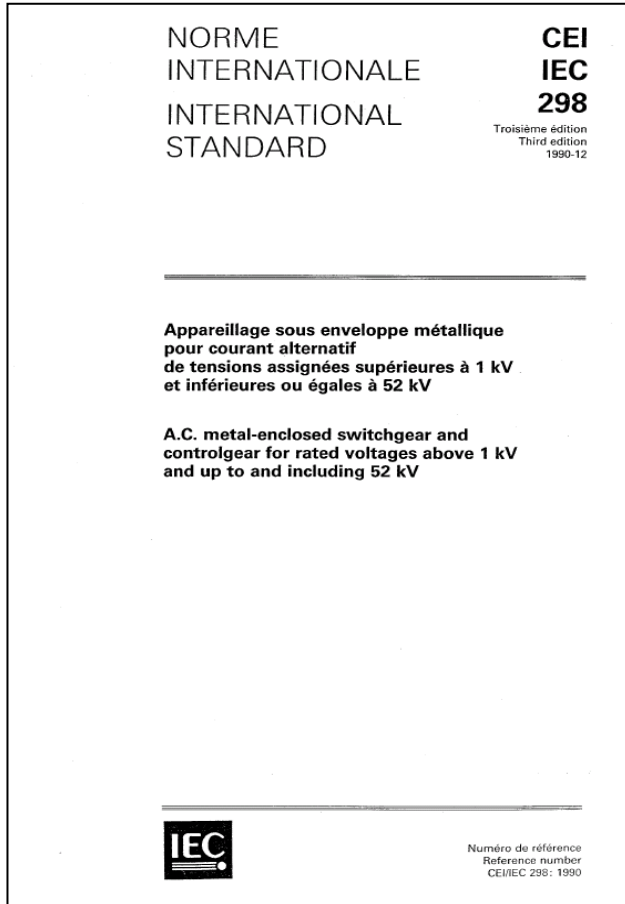 NORME
INTERNATIONALE
INTERNATIONAL
STANDARD
CEI
IEC
298
Troisième édition
Third edition
1990-12
Appareillage sous enveloppe métallique
pour courant alternatif
de tensions assignées supérieures à 1 kV
et inférieures ou égales à 52 kV
A.C. metal-enclosed switchgear and
controlgear for rated voltages above 1 kV
and up to and including 52 kV
IEC
Numéro de référence
Reference number
CEI/IEC 298: 1990